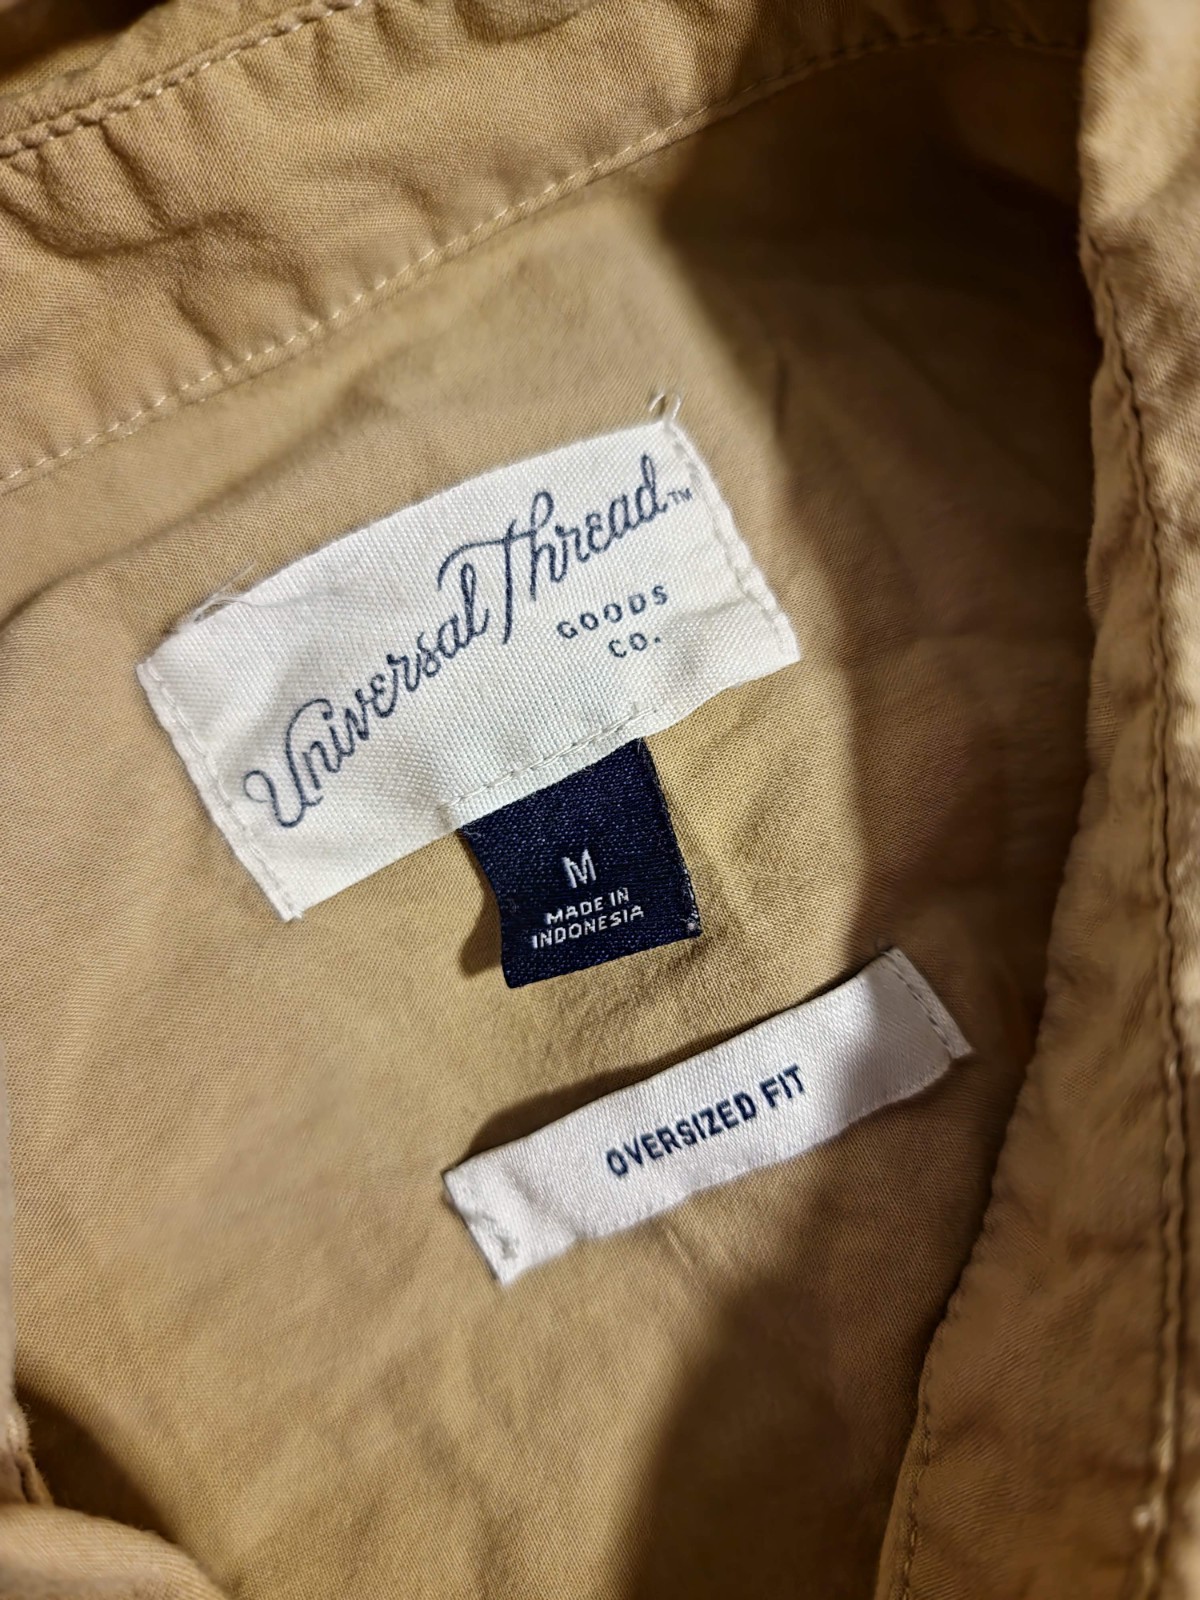 Universal Thread™
GOODS
CO.
M
MADE IN
INDONESIA
OVERSIZED FIT